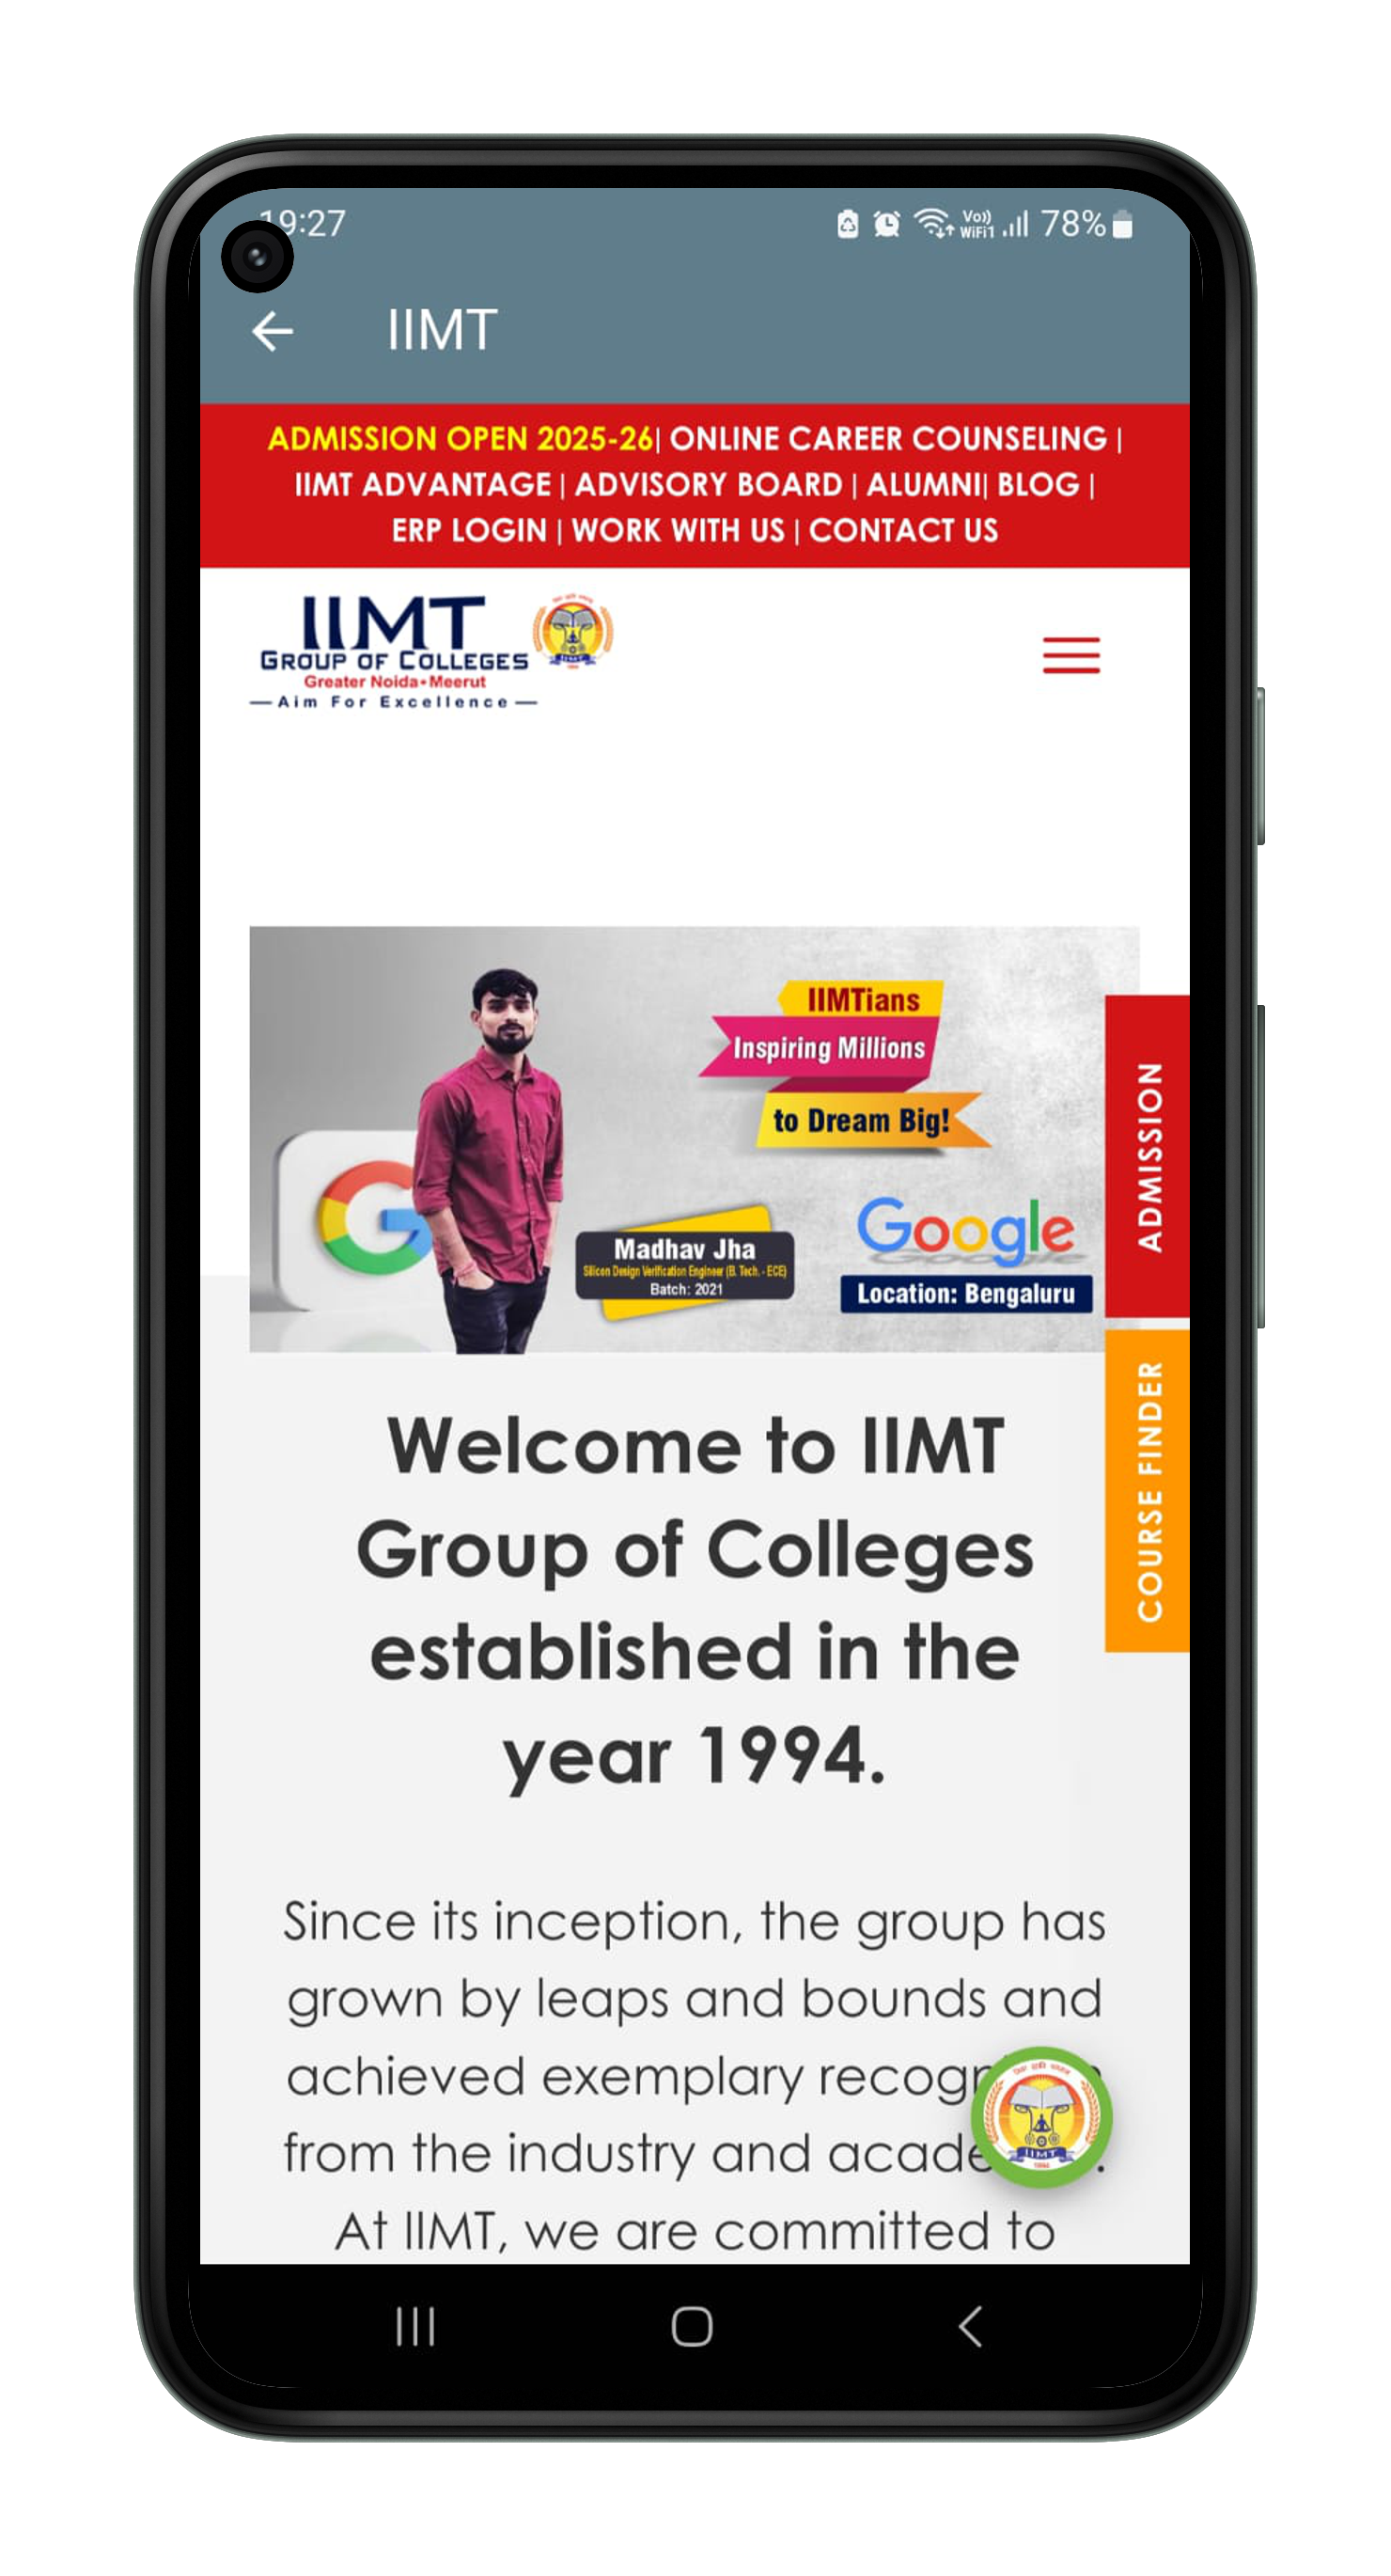 19:27 Vo)) WiFi1 78%
IIMT
ADMISSION OPEN 2025-26| ONLINE CAREER COUNSELING |
IIMT ADVANTAGE | ADVISORY BOARD | ALUMNI| BLOG |
ERP LOGIN | WORK WITH US | CONTACT US
IIMT
GROUP OF COLLEGES
Greater Noida•Meerut
—Aim For Excellence—
IIMTians
Inspiring Millions
to Dream Big!
Madhav Jha
Silicon Design Verification Engineer (B. Tech. - ECE)
Batch: 2021
Google
Location: Bengaluru
ADMISSION
COURSE FINDER
Welcome to IIMT
Group of Colleges
established in the
year 1994.
Since its inception, the group has
grown by leaps and bounds and
achieved exemplary
from the industry and
At IIMT, we are committed to
IIMT